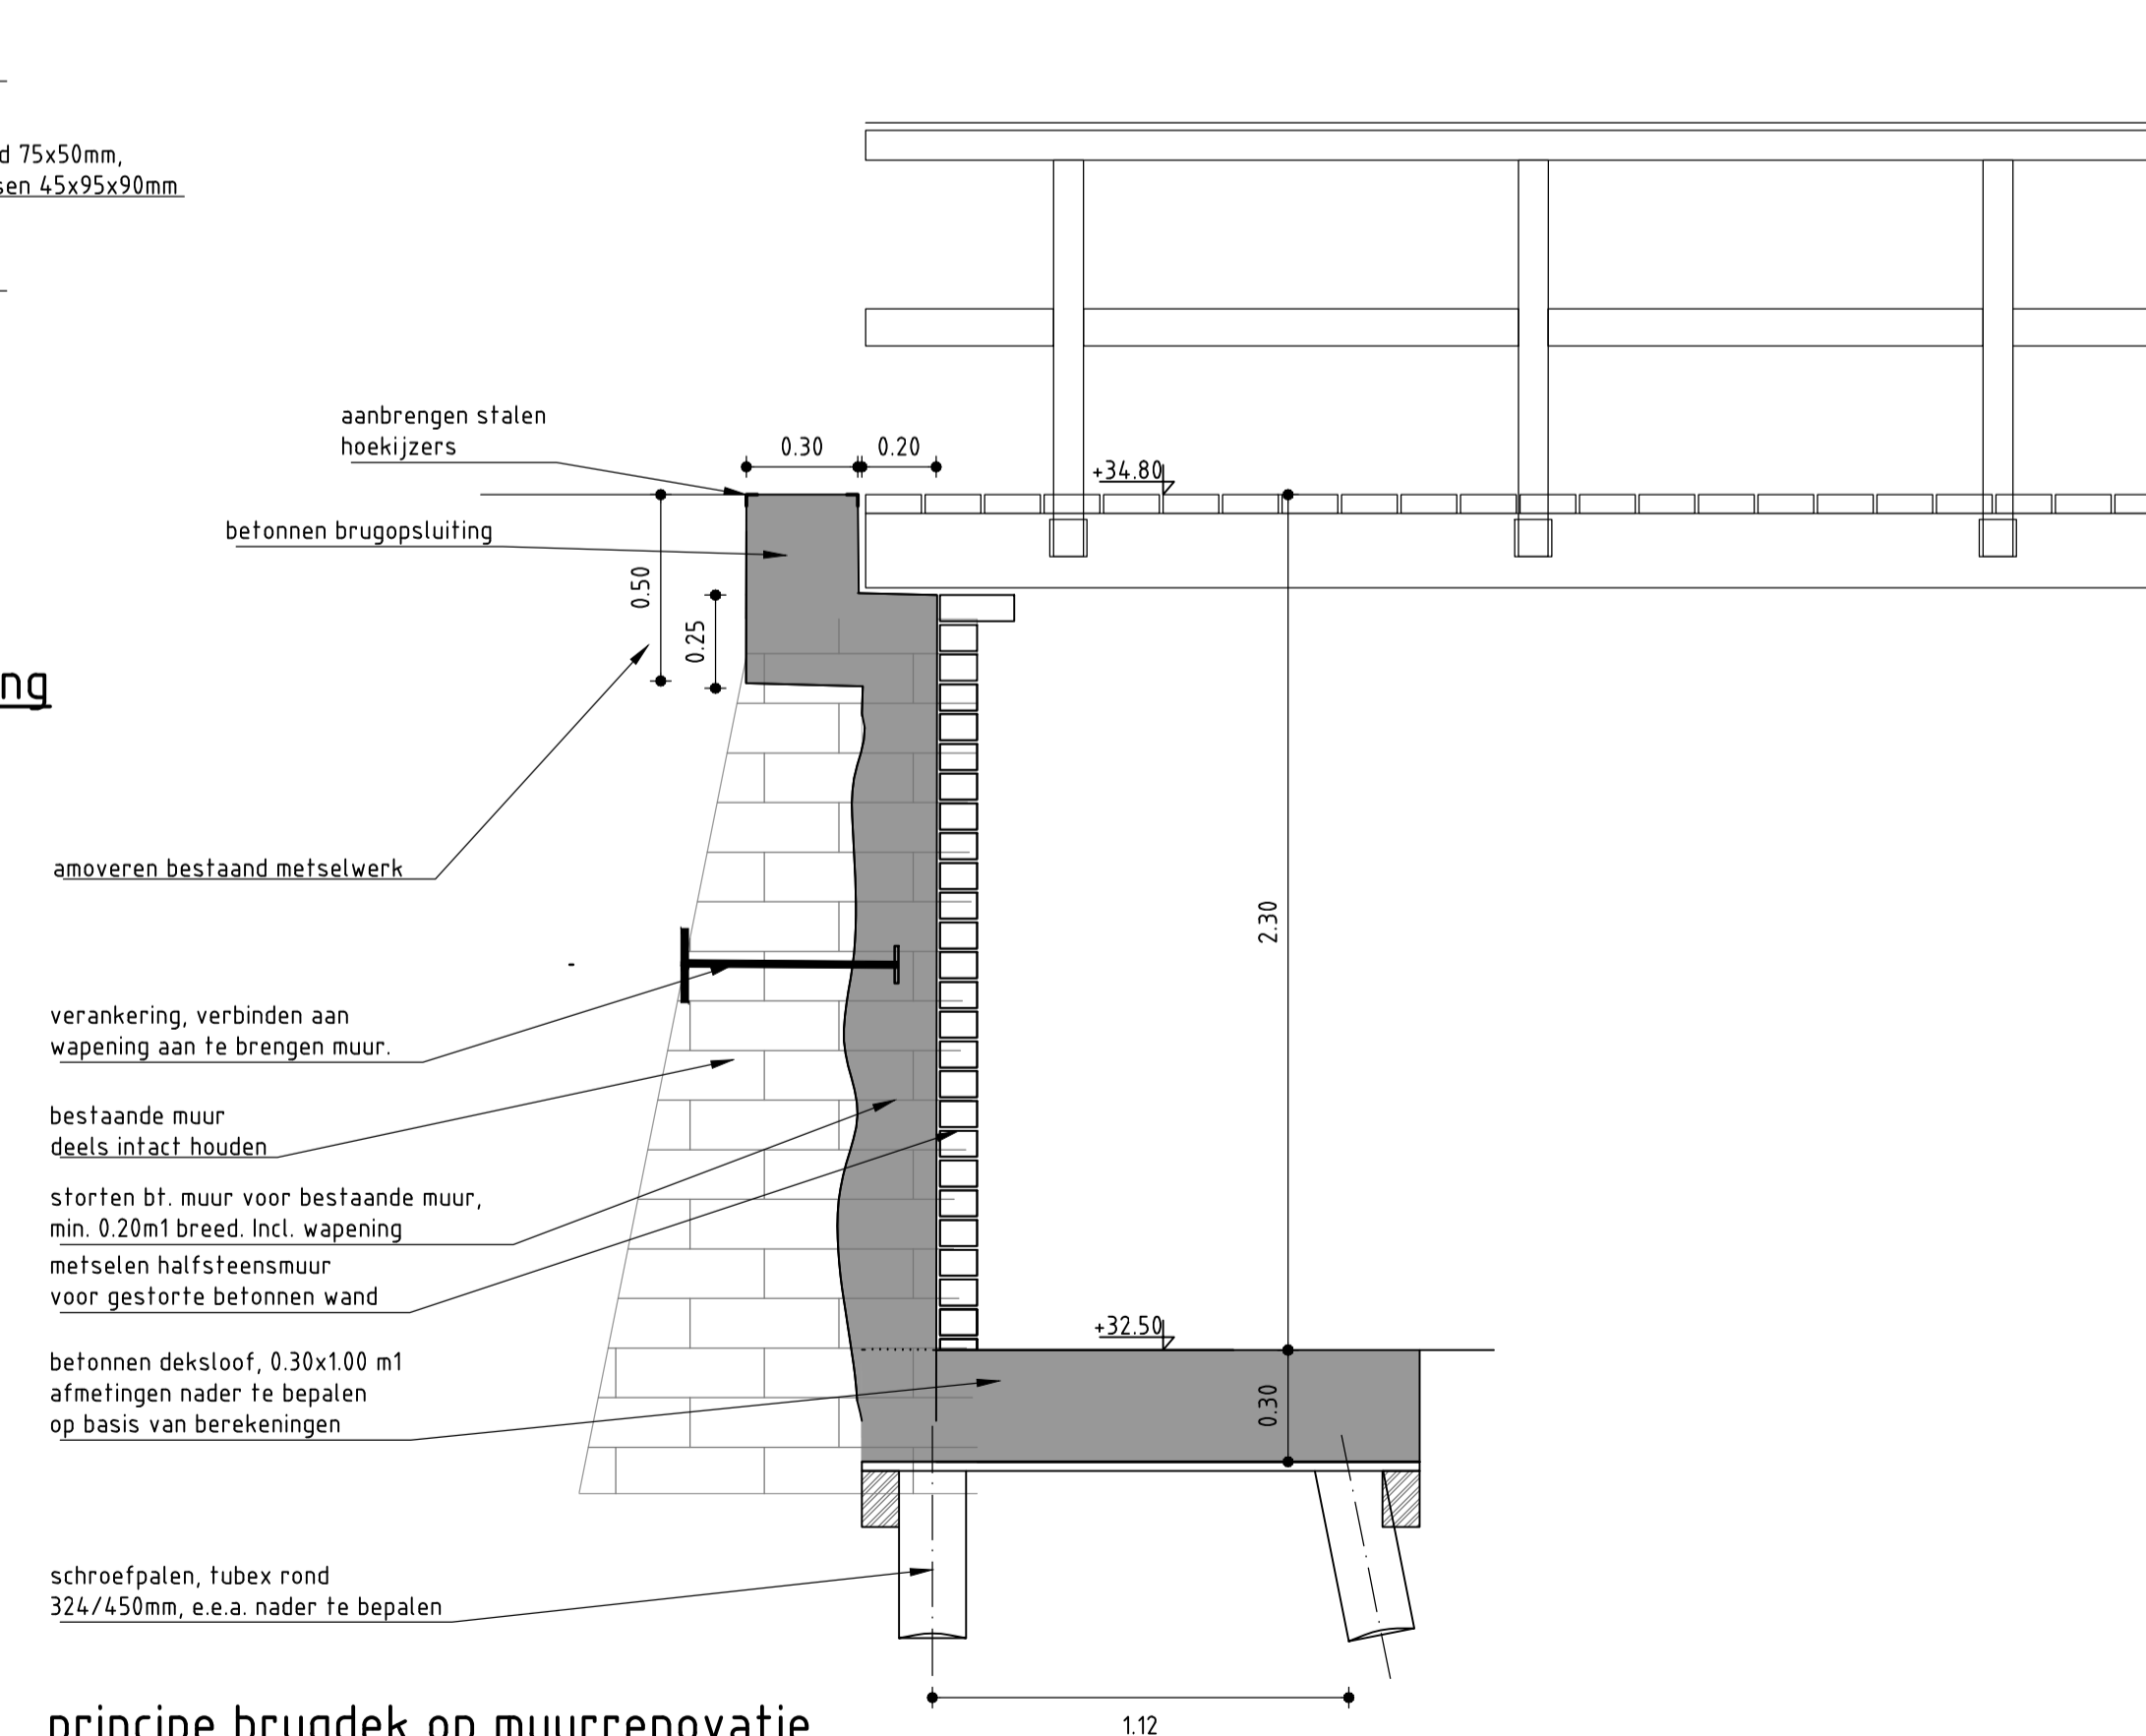 d 75x50mm,
sen 45x95x90mm
aanbrengen stalen
hoekijzers
0.30
0.20
+34.80
betonnen brugopsluiting
0.50
0.25
ng
amoveren bestaand metselwerk
2.30
verankering, verbinden aan
wapening aan te brengen muur.
bestaande muur
deels intact houden
storten bt. muur voor bestaande muur,
min. 0.20m1 breed. Incl. wapening
metselen halfsteensmuur
voor gestorte betonnen wand
+32.50
betonnen deksloof, 0.30x1.00 m1
afmetingen nader te bepalen
op basis van berekeningen
0.30
schroefpalen, tubex rond
324/450mm, e.e.a. nader te bepalen
principe brugdek op muurrenovatie
1.12